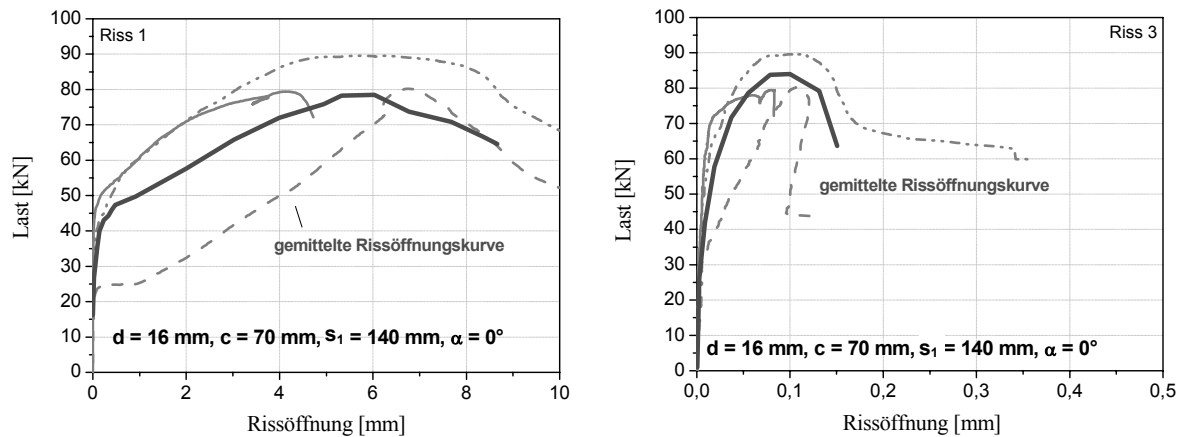 100
90
80
70
60
50
40
30
20
10
0
Last [kN]
Riss 1
gemittelte Rissöffnungskurve
d = 16 mm, c = 70 mm, s₁ = 140 mm, α = 0°
0 2 4 6 8 10
Rissöffnung [mm]
100
90
80
70
60
50
40
30
20
10
0
Last [kN]
Riss 3
gemittelte Rissöffnungskurve
d = 16 mm, c = 70 mm, s₁ = 140 mm, α = 0°
0,0 0,1 0,2 0,3 0,4 0,5
Rissöffnung [mm]